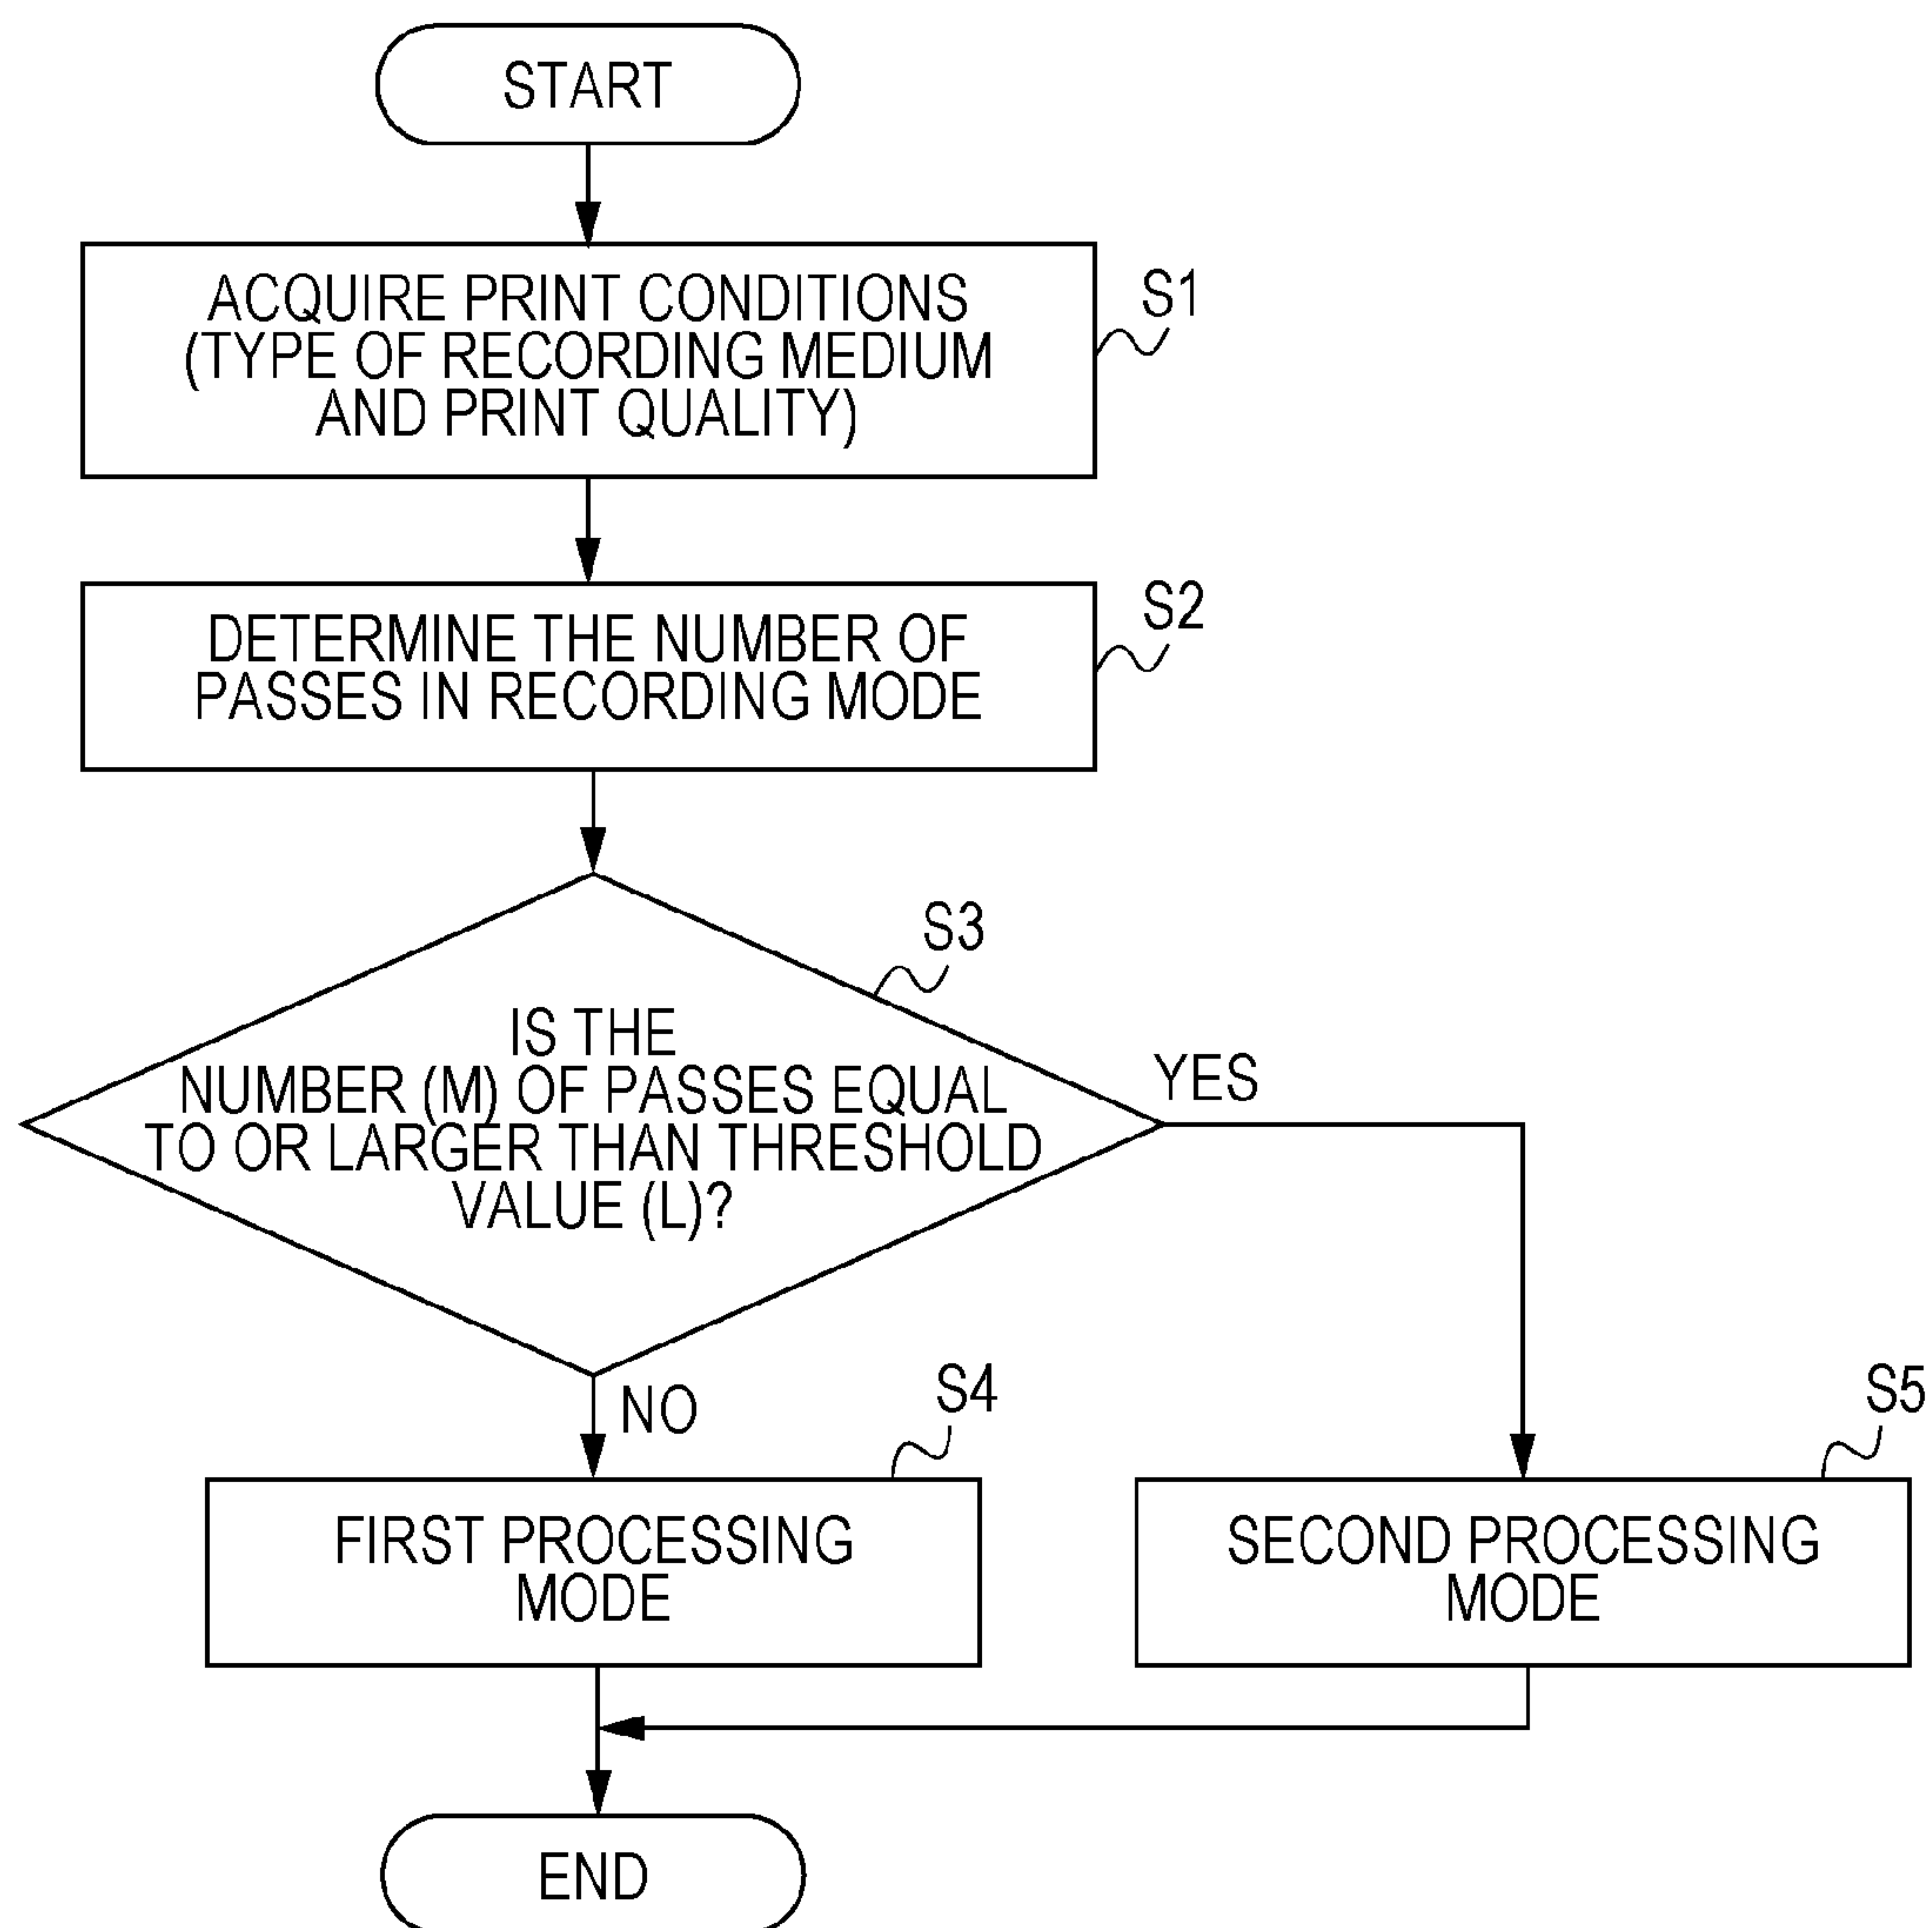 START
ACQUIRE PRINT CONDITIONS
(TYPE OF RECORDING MEDIUM
AND PRINT QUALITY)
S1
DETERMINE THE NUMBER OF
PASSES IN RECORDING MODE
S2
S3
IS THE
NUMBER (M) OF PASSES EQUAL
TO OR LARGER THAN THRESHOLD
VALUE (L)?
YES
NO
S4
FIRST PROCESSING
MODE
S5
SECOND PROCESSING
MODE
END